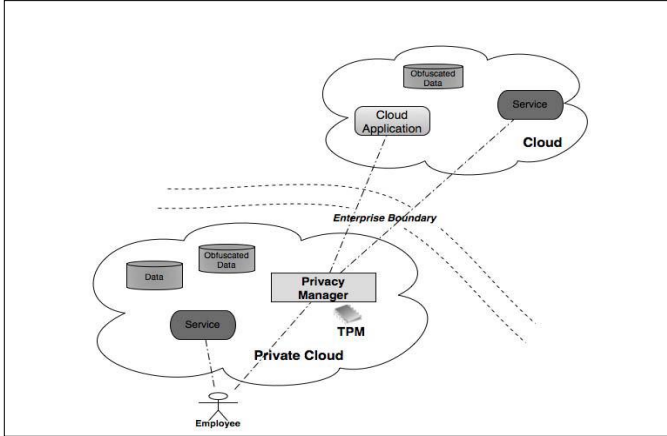 Obfuscated
Data
Cloud
Application
Service
Cloud
Enterprise Boundary
Data
Obfuscated
Data
Privacy
Manager
TPM
Service
Private Cloud
Employee